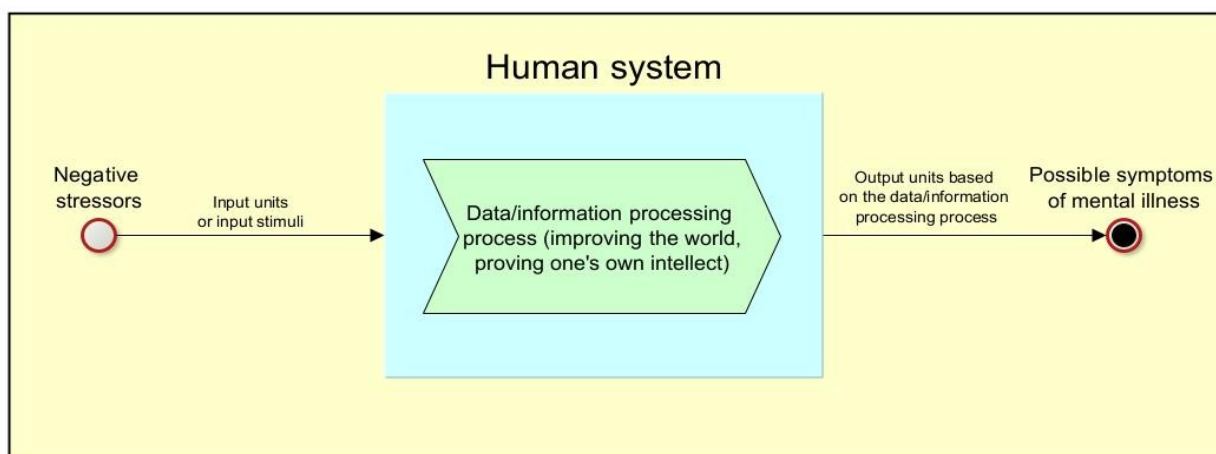 Human system
Negative
stressors
Input units
or input stimuli
Data/information processing
process (improving the world,
proving one's own intellect)
Output units based
on the data/information
processing process
Possible symptoms
of mental illness